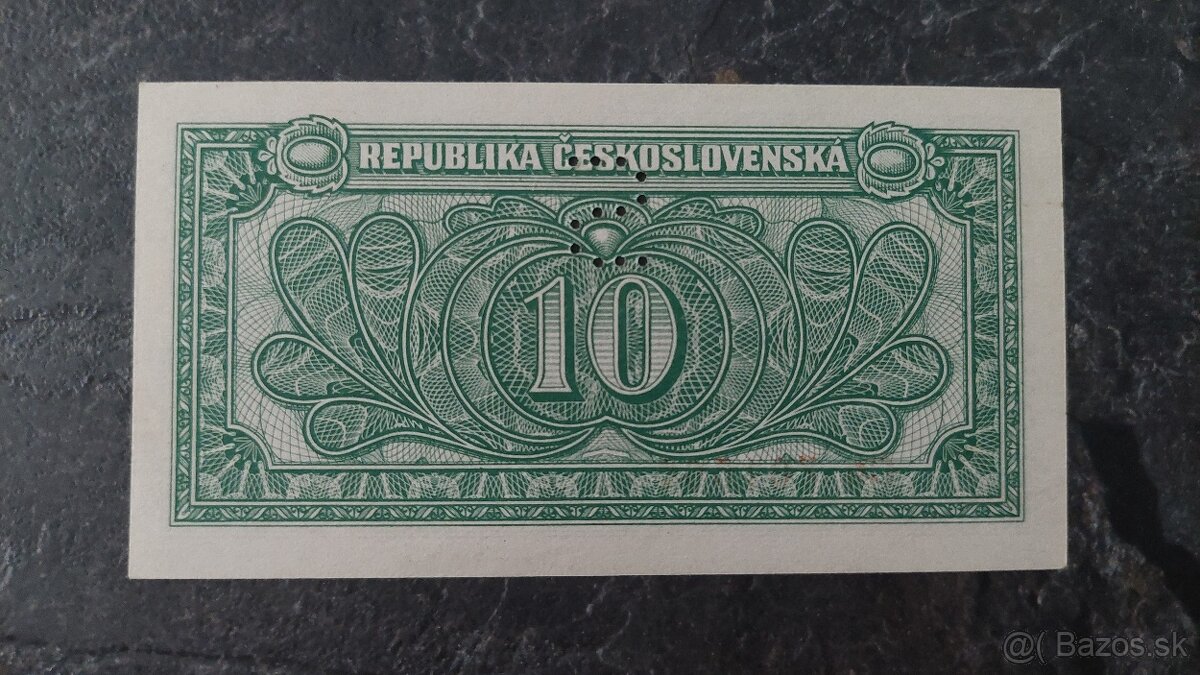 REPUBLIKA ČESKOSLOVENSKÁ
10
@( Bazos.sk